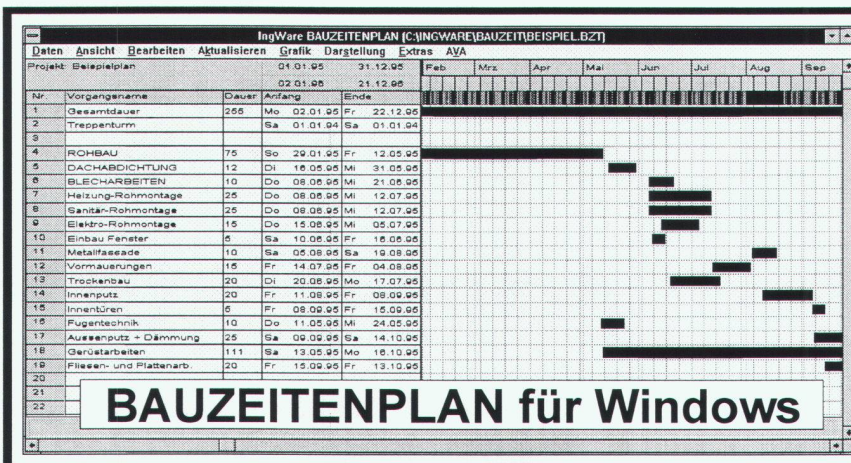 IngWare BAUZEITENPLAN [C:\INGWARE\BAUZEIT\BEISPIEL.BZT]
Daten Ansicht Bearbeiten Aktualisieren Grafik Darstellung Extras AVA
Projekt: Beispielplan 01.01.95 31.12.95 Feb Mrz Apr Mai Jun Jul Aug Sep
02.01.95 21.12.95
Nr. Vorgangsname Dauer Anfang Ende
1 Gesamtdauer 255 Mo 02.01.95 Fr 22.12.95
2 Treppenturm Sa 01.01.94 Sa 01.01.94
3
4 ROHBAU 75 So 29.01.95 Fr 12.05.95
5 DACHABDICHTUNG 12 Di 16.05.95 Mi 31.05.95
6 BLECHARBEITEN 10 Do 08.06.95 Mi 21.06.95
7 Heizung-Rohmontage 25 Do 08.06.95 Mi 12.07.95
8 Sanitär-Rohmontage 25 Do 08.06.95 Mi 12.07.95
9 Elektro-Rohmontage 15 Do 15.06.95 Mi 05.07.95
10 Einbau Fenster 5 Sa 10.06.95 Fr 16.06.95
11 Metallfassade 10 Sa 05.08.95 Sa 19.08.95
12 Vormauerungen 15 Fr 14.07.95 Fr 04.08.95
13 Trockenbau 20 Di 20.06.95 Mo 17.07.95
14 Innenputz 20 Fr 11.08.95 Fr 08.09.95
15 Innentüren 5 Fr 08.09.95 Fr 15.09.95
16 Fugentechnik 10 Do 11.05.95 Mi 24.05.95
17 Aussenputz + Dämmung 25 Sa 09.09.95 Sa 14.10.95
18 Gerüstarbeiten 111 Sa 13.05.95 Mo 16.10.95
19 Fliesen- und Plattenarb. 20 Fr 15.09.95 Fr 13.10.95
20
21
22
BAUZEITENPLAN für Windows